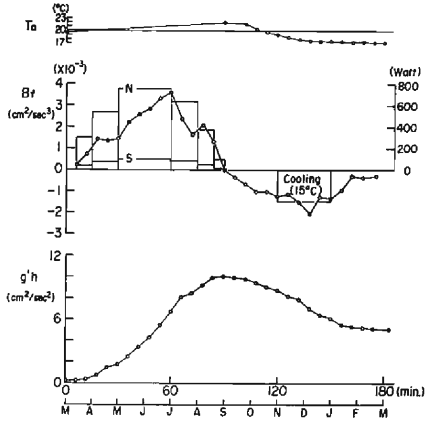 (°C)
Ta
23
20
17
(X10⁻³)
(Watt)
Bt
(cm²/sec³)
4
3
2
1
0
-1
-2
-3
N
S
800
600
400
200
0
Cooling
(15°C)
12
g'h
(cm²/sec²)
6
0
0 60 120 180 (min.)
M A M J J A S O N D J F M